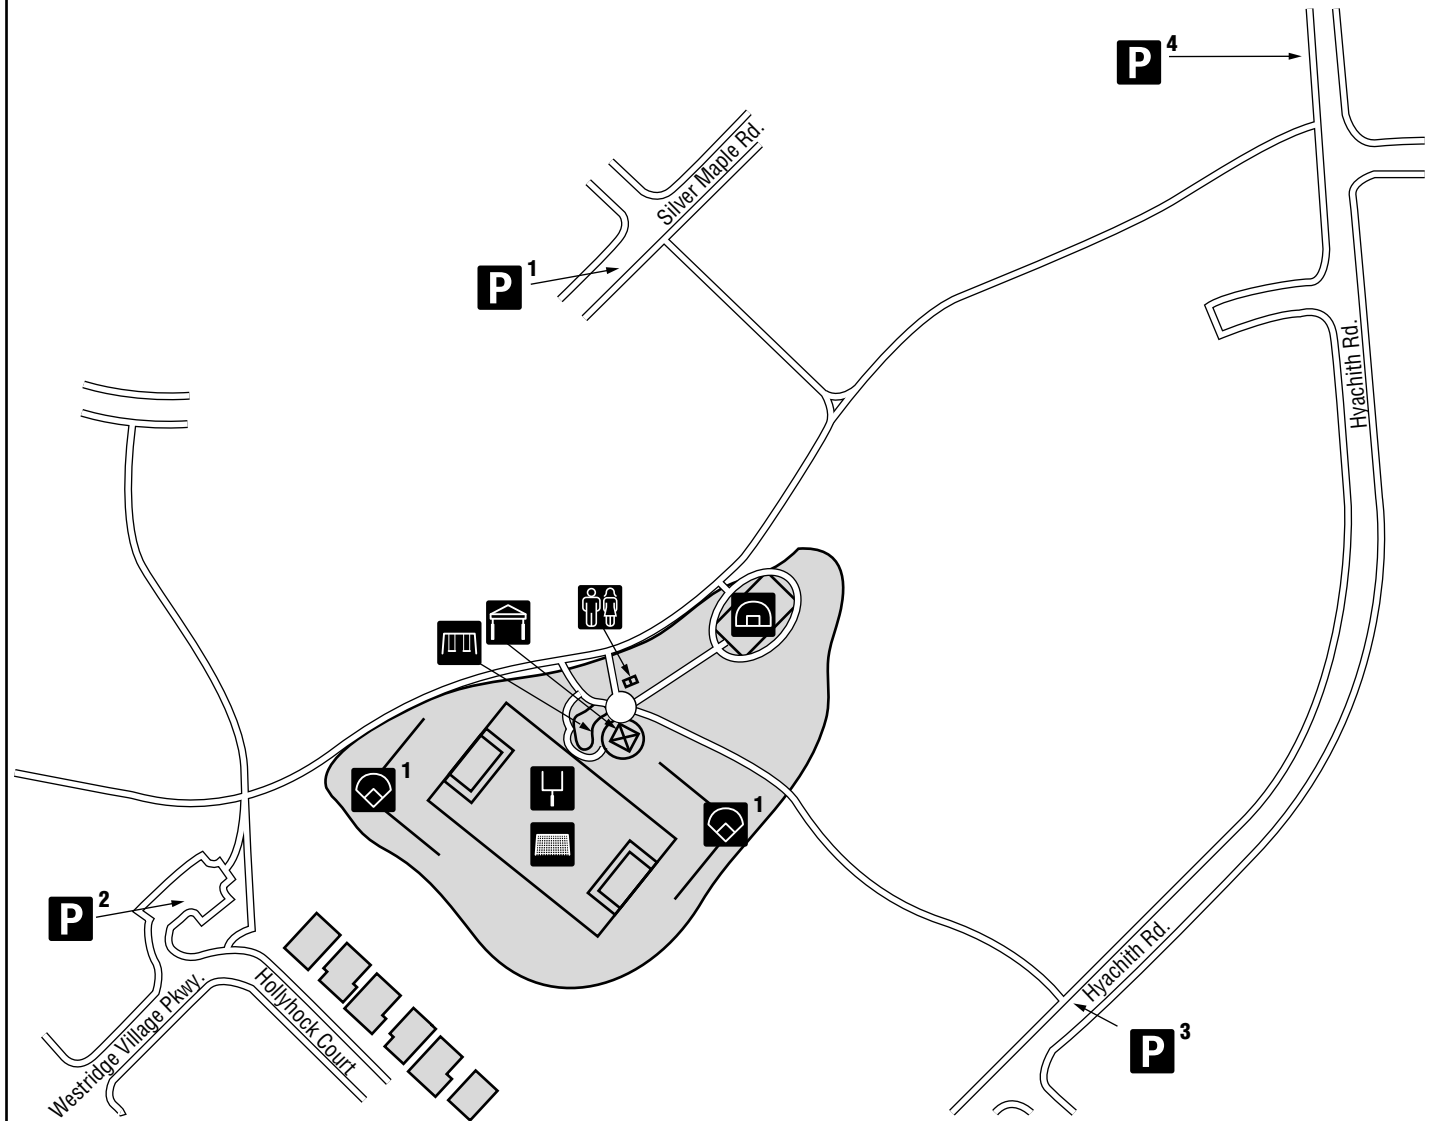 P 4
Silver Maple Rd.
P 1
Hyachith Rd.
1
1
P 2
Hyachith Rd.
Hollyhock Court
Westridge Village Pkwy.
P 3